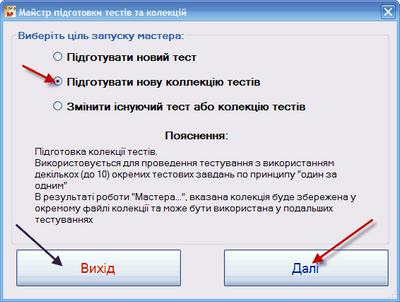 Майстр підготовки тестів та колекцій
Виберіть ціль запуску мастера:
Підготувати новий тест
Підготувати нову коллекцію тестів
Змінити існуючий тест або колекцію тестів
Пояснення:
Підготовка колекції тестів.
Використовується для проведення тестування з використанням
декількох (до 10) окремих тестових завдань по принципу "один за
одним"
В результаті роботи "Мастера...", вказана колекція буде збережена у
окремому файлі колекції та може бути використана у подальших
тестуваннях
Вихід
Далі